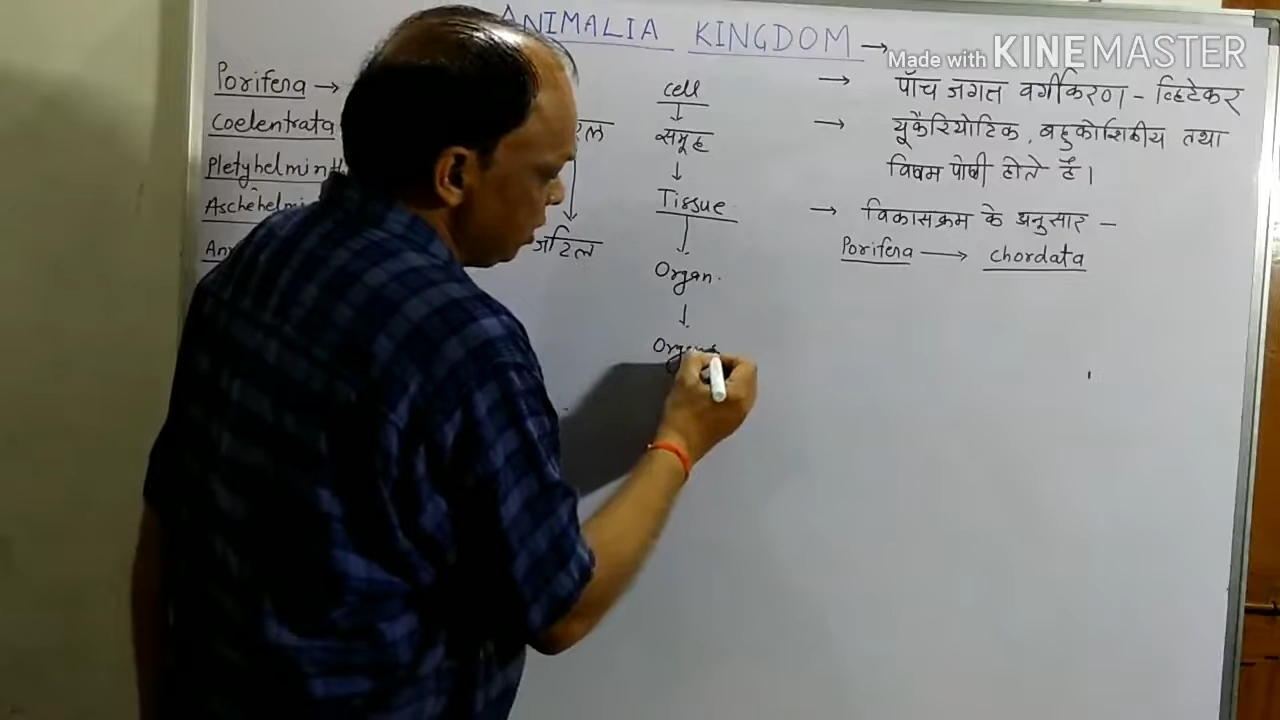 ANIMALIA KINGDOM →
Made with KINEMASTER
Porifera →
Coelentrata
Pletyhelminth
Aschehelmi
जटिल
cell
↓
समूह
↓
Tissue
↓
Organ.
↓
→ पाँच जगत वर्गीकरण - व्हिटेकर
→ यूकैरियोटिक, बहुकोशिकीय तथा
विषम पोषी होते हैं।
→ विकासक्रम के अनुसार -
Porifera → chordata